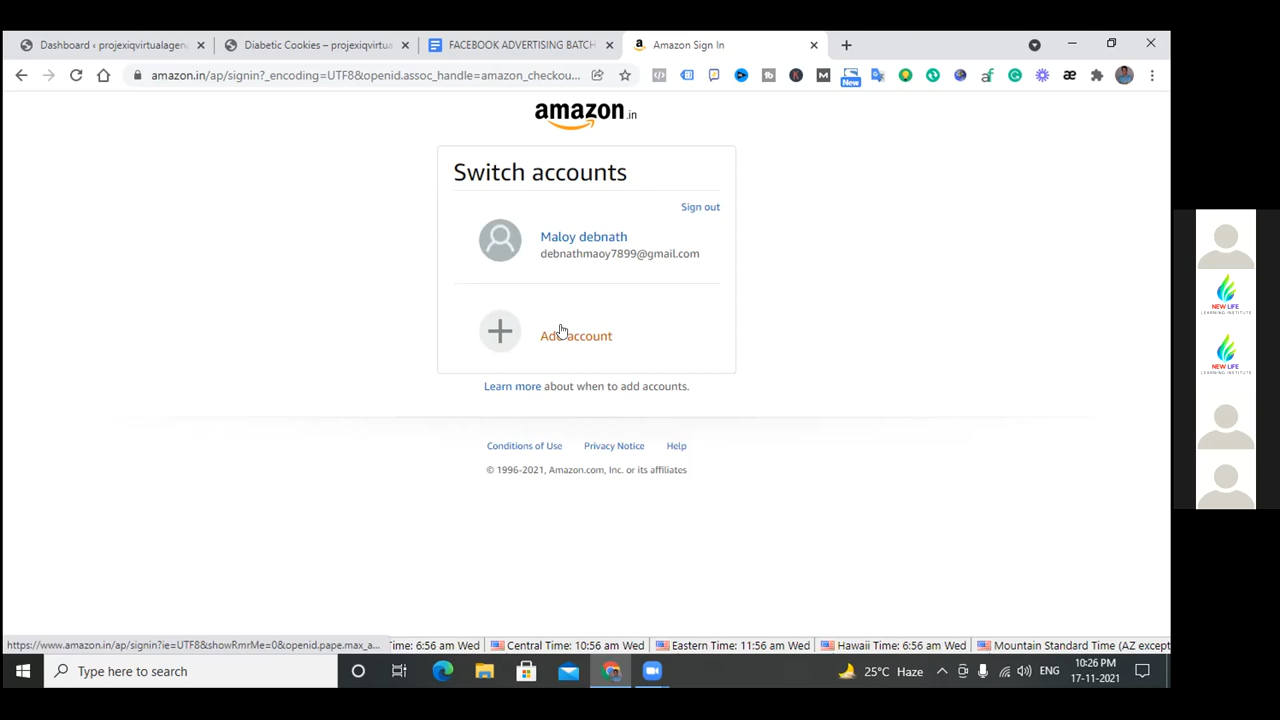 Dashboard ‹ projexiqvirtualagen
Diabetic Cookies – projexiqvirtua
FACEBOOK ADVERTISING BATCH
Amazon Sign In
amazon.in/ap/signin?_encoding=UTF8&openid.assoc_handle=amazon_checkou...
New
amazon.in
Switch accounts
Sign out
Maloy debnath
debnathmaoy7899@gmail.com
Add account
Learn more about when to add accounts.
Conditions of Use Privacy Notice Help
© 1996-2021, Amazon.com, Inc. or its affiliates
NEW LIFE
LEARNING INSTITUTE
NEW LIFE
LEARNING INSTITUTE
https://www.amazon.in/ap/signin?ie=UTF8&showRmrMe=0&openid.pape.max_a...
Time: 6:56 am Wed
Central Time: 10:56 am Wed
Eastern Time: 11:56 am Wed
Hawaii Time: 6:56 am Wed
Mountain Standard Time (AZ except
Type here to search
25°C Haze
ENG
10:26 PM
17-11-2021